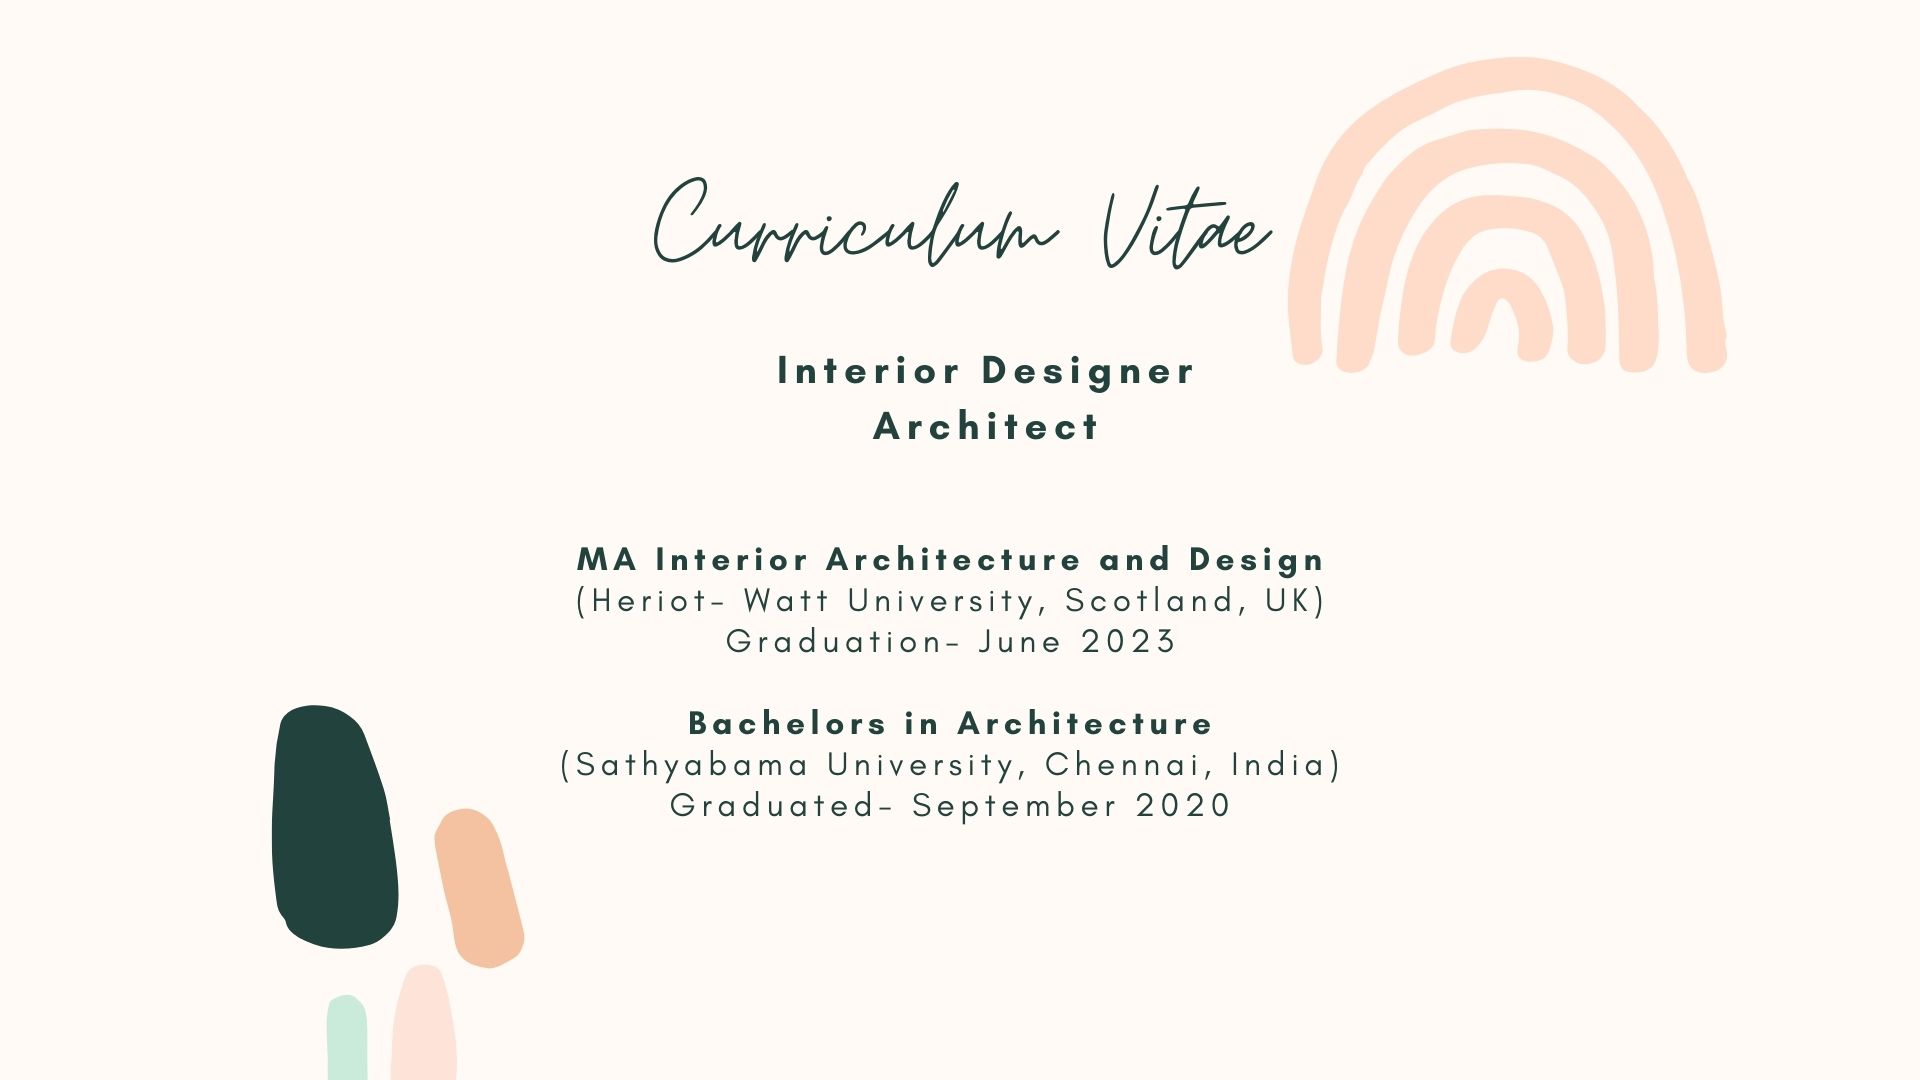 Curriculum Vitae
Interior Designer
Architect
MA Interior Architecture and Design
(Heriot- Watt University, Scotland, UK)
Graduation- June 2023
Bachelors in Architecture
(Sathyabama University, Chennai, India)
Graduated- September 2020